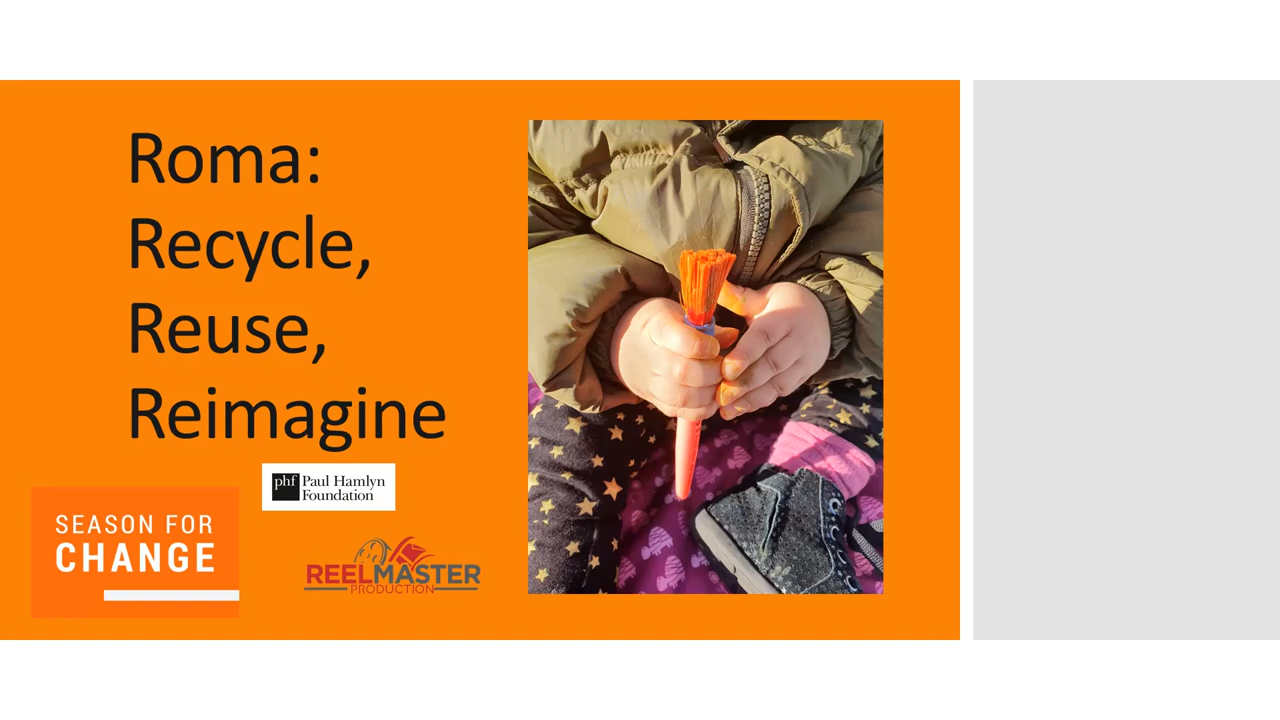 Roma:
Recycle,
Reuse,
Reimagine
phf Paul Hamlyn
Foundation
SEASON FOR
CHANGE
REELMASTER
PRODUCTION